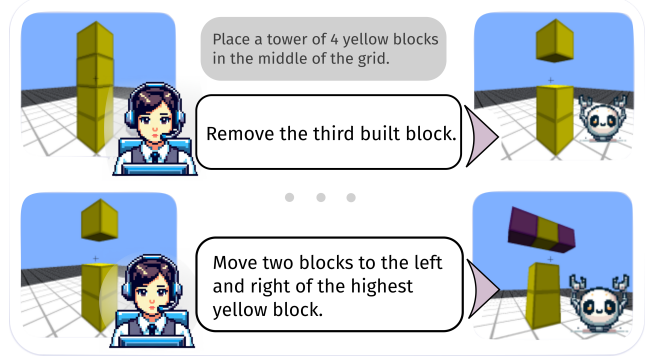 Place a tower of 4 yellow blocks
in the middle of the grid.
Remove the third built block.
Move two blocks to the left
and right of the highest
yellow block.